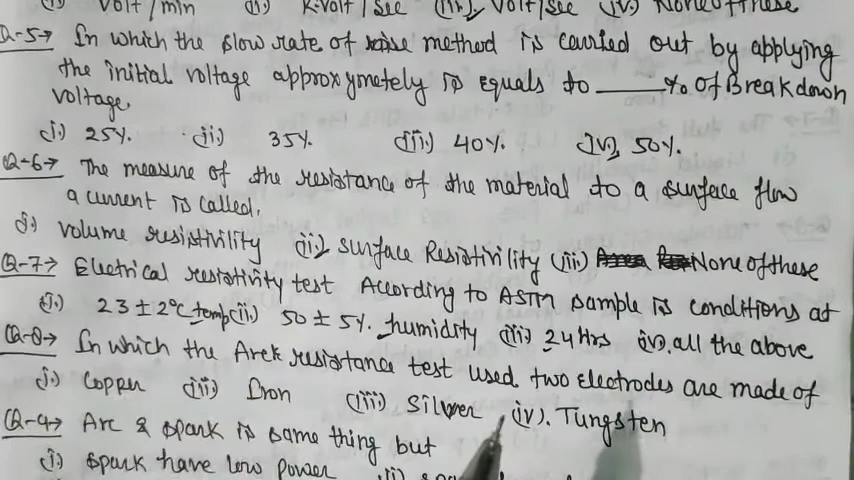 (i) Volt/min (ii) K.Volt/Sec (iii) Volt/sec (iv) None of these
Q-5→ In which the slow rate of rise method is carried out by applying
the initial voltage approxymately is equals to ____% of Breakdown
voltage,
(i) 25%. (ii) 35%. (iii) 40%. (iv) 50%.
Q-6→ The measure of the resistance of the material to a surface flow
a current is called,
(i) volume resistivility (ii) Surface Resistivility (iii) None of these
Q-7→ Electrical resistivity test According to ASTM sample is conditions at
(i) 23 ± 2°C temp (ii) 50 ± 5%. humidity (iii) 24 Hrs (iv) all the above
Q-8→ In which the Arck resistance test used two electrodes are made of
(i) Copper (ii) Iron (iii) Silver (iv). Tungsten
Q-9→ Arc & spark is same thing but
(i) spark have low power (ii)